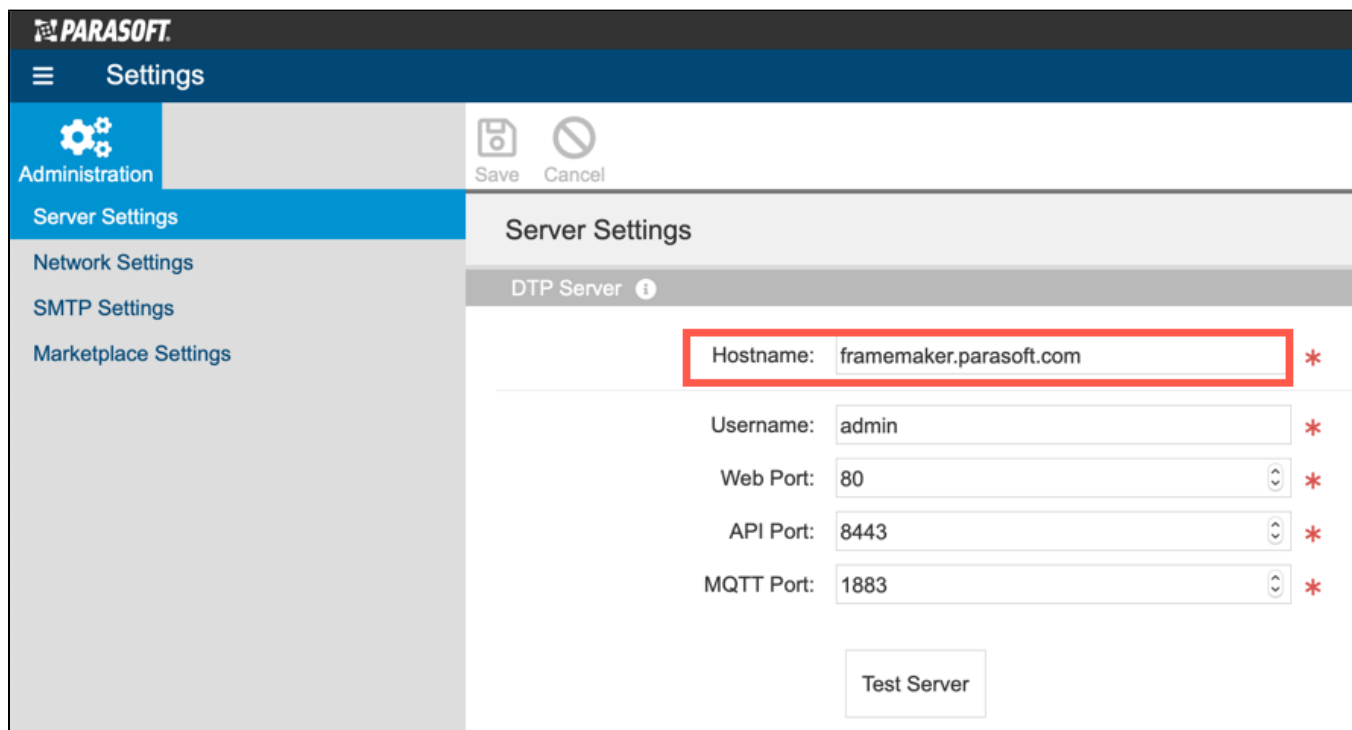 PARASOFT.
Settings
Administration
Save Cancel
Server Settings
Network Settings
SMTP Settings
Marketplace Settings
Server Settings
DTP Server
Hostname: framemaker.parasoft.com *
Username: admin *
Web Port: 80 *
API Port: 8443 *
MQTT Port: 1883 *
Test Server